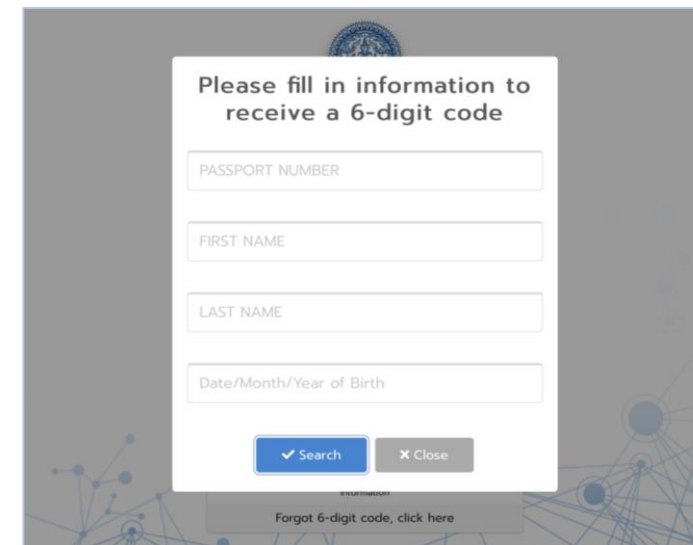 Please fill in information to
receive a 6-digit code
PASSPORT NUMBER
FIRST NAME
LAST NAME
Date/Month/Year of Birth
Search
Close
information
Forgot 6-digit code, click here